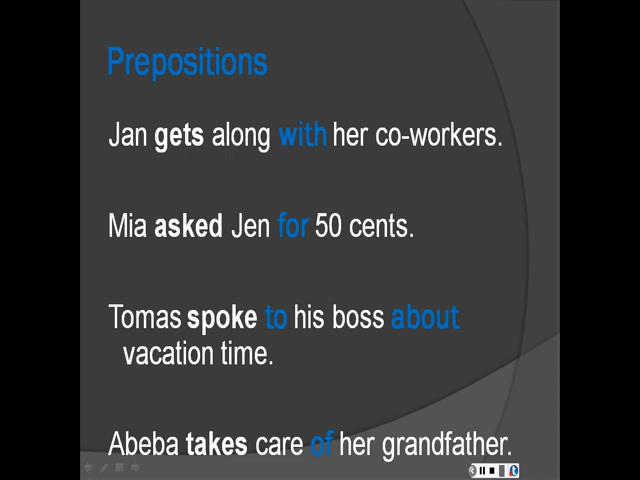 Prepositions
Jan gets along with her co-workers.
Mia asked Jen for 50 cents.
Tomas spoke to his boss about
vacation time.
Abeba takes care of her grandfather.